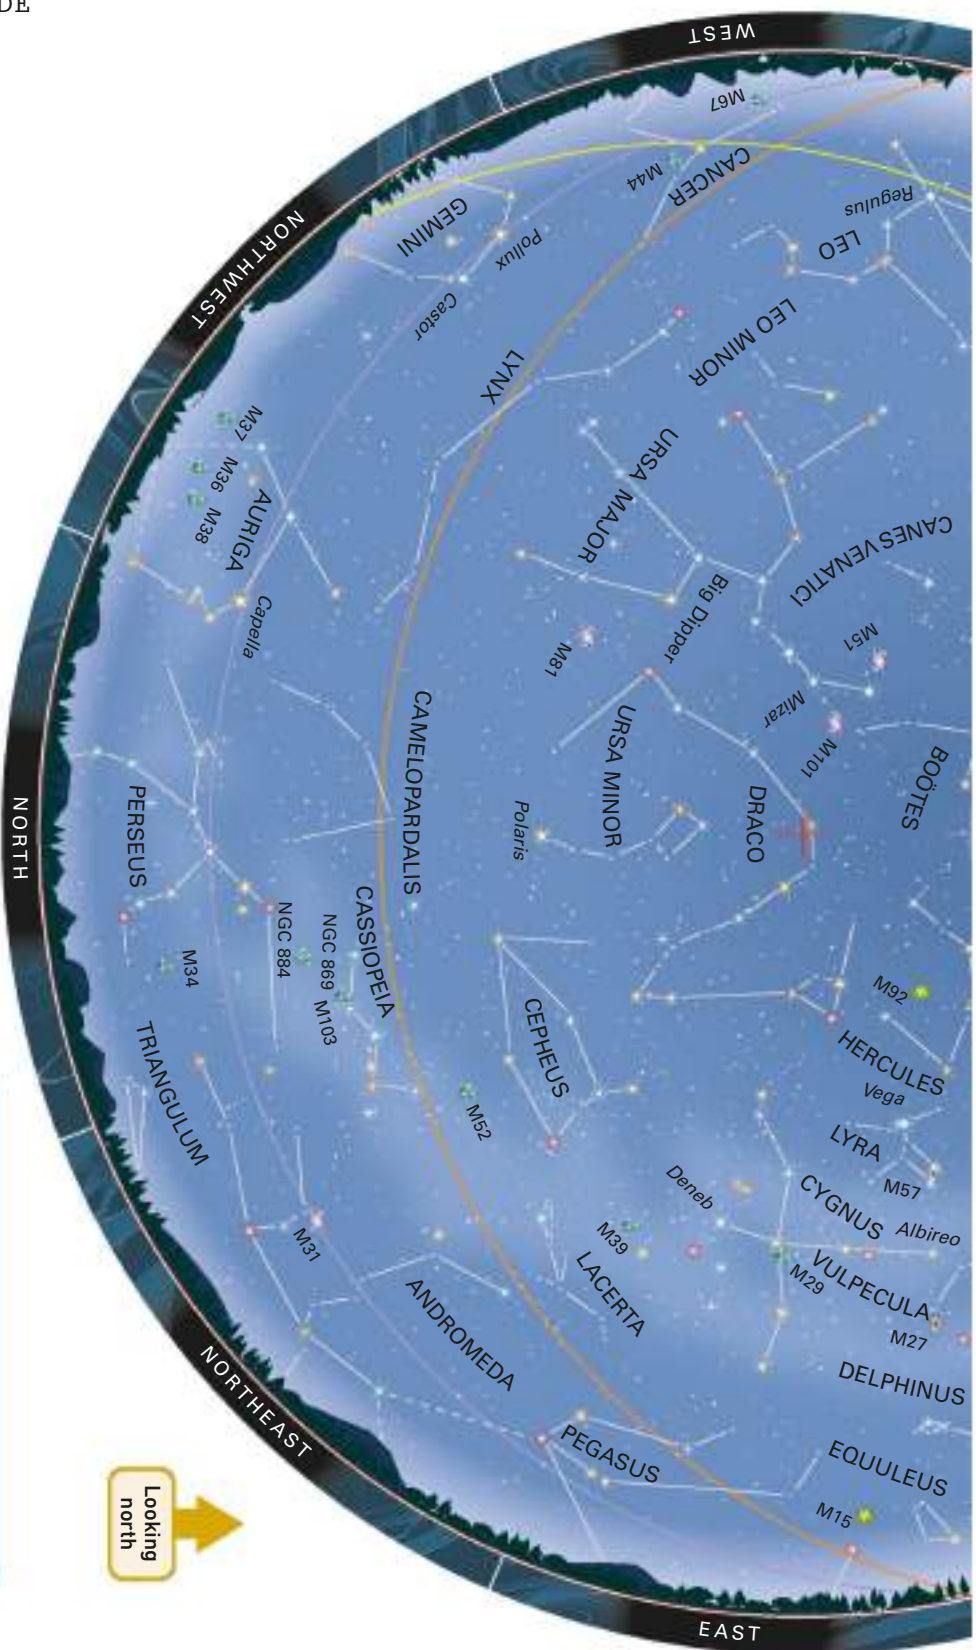 DE
WEST
M67
CANCER
M44
Regulus
LEO
GEMINI
Pollux
Castor
NORTHWEST
LEO MINOR
LYNX
M37
M36
M38
AURIGA
Capella
URSA MAJOR
Big Dipper
CANES VENATICI
M51
M81
Mizar
M101
URSA MINOR
Polaris
DRACO
BOÖTES
CAMELOPARDALIS
NORTH
PERSEUS
CASSIOPEIA
NGC 884
NGC 869
M103
M34
M92
HERCULES
CEPHEUS
Vega
TRIANGULUM
M52
LYRA
M57
Deneb
CYGNUS
Albireo
M39
M29
VULPECULA
M27
LACERTA
M31
ANDROMEDA
DELPHINUS
NORTHEAST
PEGASUS
EQUULEUS
M15
Looking
north
EAST